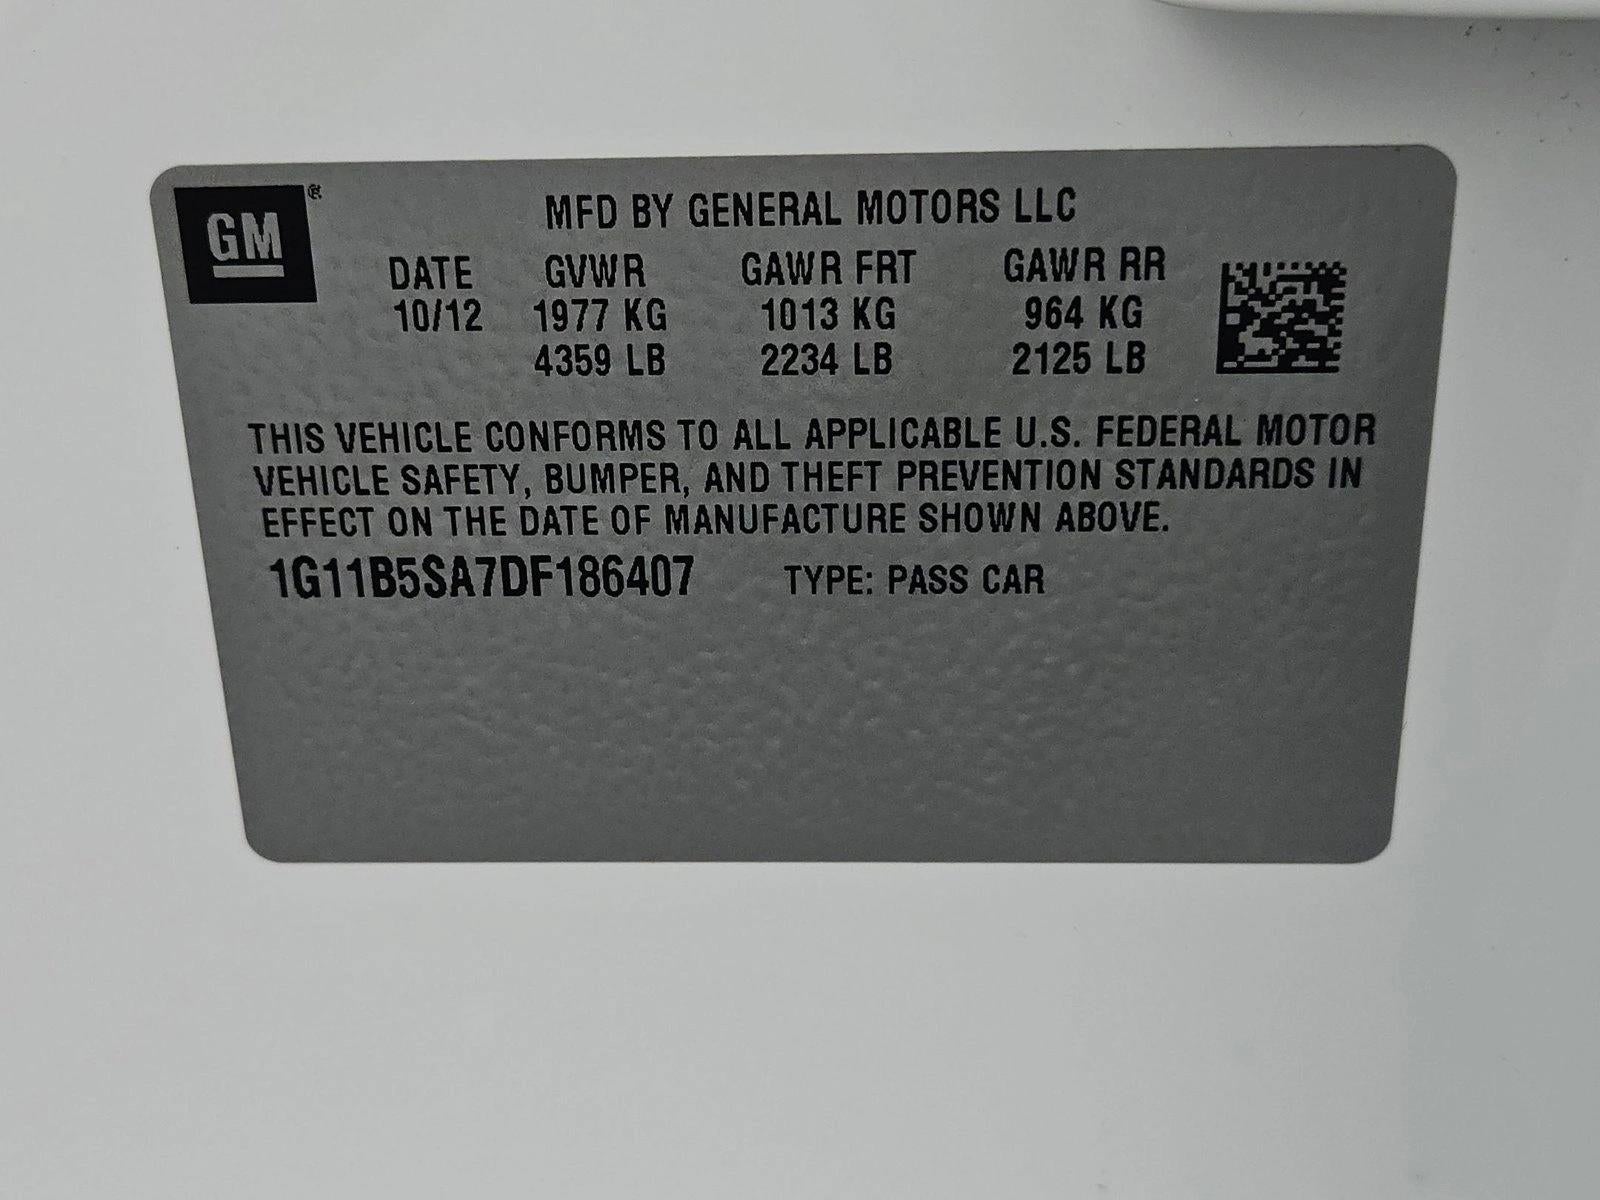 GM ®
MFD BY GENERAL MOTORS LLC
DATE GVWR GAWR FRT GAWR RR
10/12 1977 KG 1013 KG 964 KG
4359 LB 2234 LB 2125 LB
THIS VEHICLE CONFORMS TO ALL APPLICABLE U.S. FEDERAL MOTOR
VEHICLE SAFETY, BUMPER, AND THEFT PREVENTION STANDARDS IN
EFFECT ON THE DATE OF MANUFACTURE SHOWN ABOVE.
1G11B5SA7DF186407 TYPE: PASS CAR